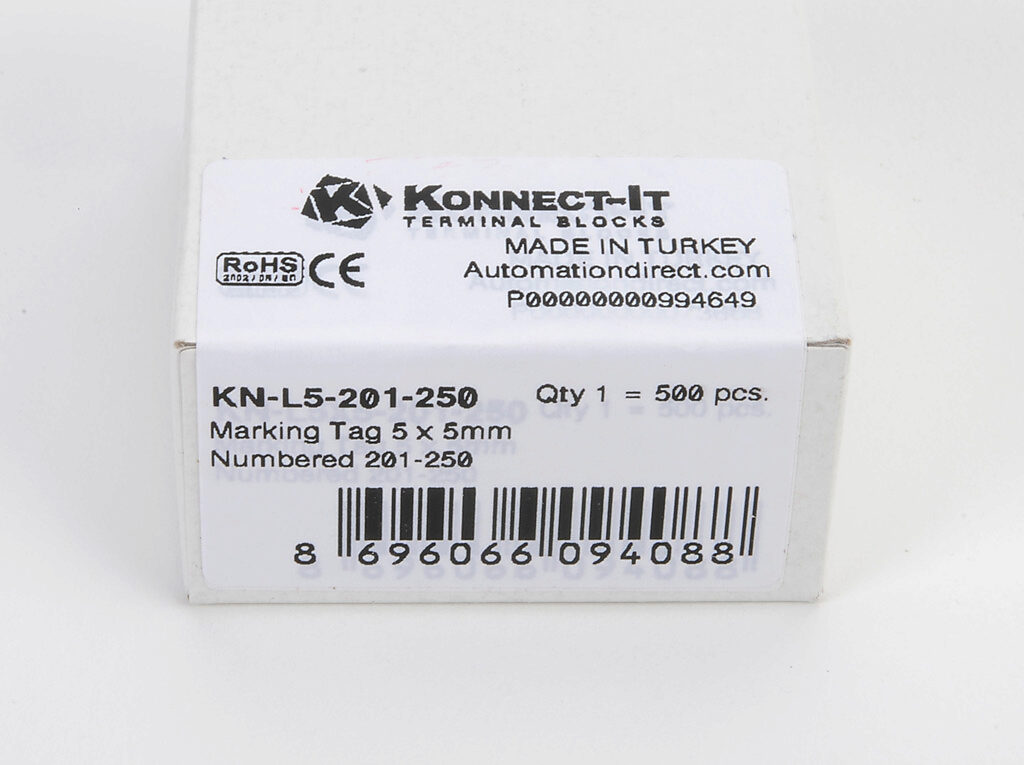 KONNECT-IT
TERMINAL BLOCKS
MADE IN TURKEY
RoHS CE
Automationdirect.com
P00000000994649
KN-L5-201-250 Qty 1 = 500 pcs.
Marking Tag 5 x 5mm
Numbered 201-250
8 696066 094088